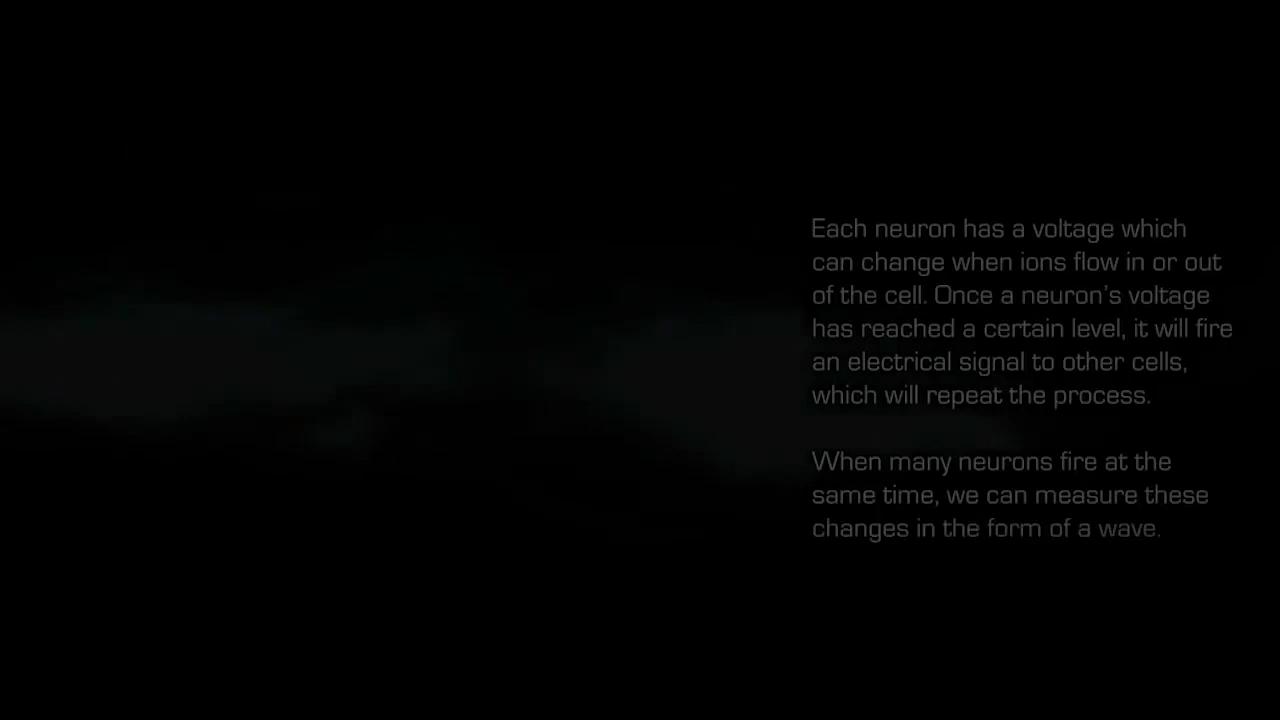 Each neuron has a voltage which
can change when ions flow in or out
of the cell. Once a neuron's voltage
has reached a certain level, it will fire
an electrical signal to other cells,
which will repeat the process.
When many neurons fire at the
same time, we can measure these
changes in the form of a wave.